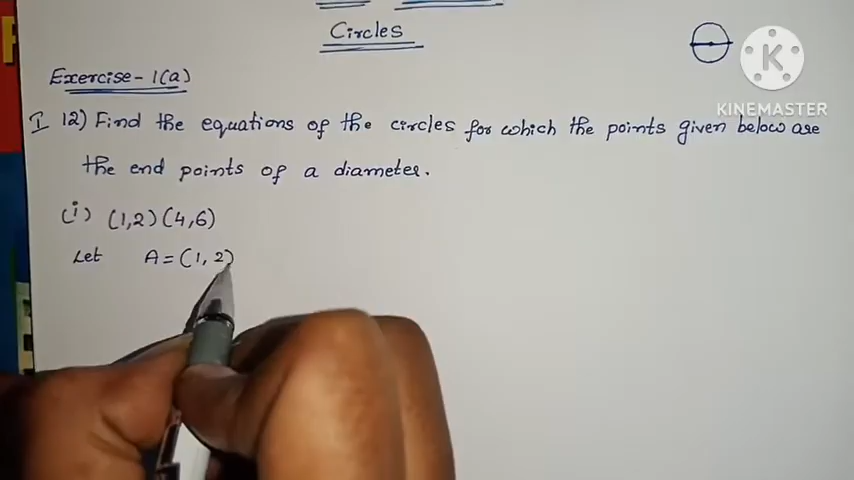 Circles
K
KINEMASTER
Exercise - 1(a)
I 12) Find the equations of the circles for which the points given below are
the end points of a diameter.
(i) (1,2) (4,6)
Let A = (1, 2)